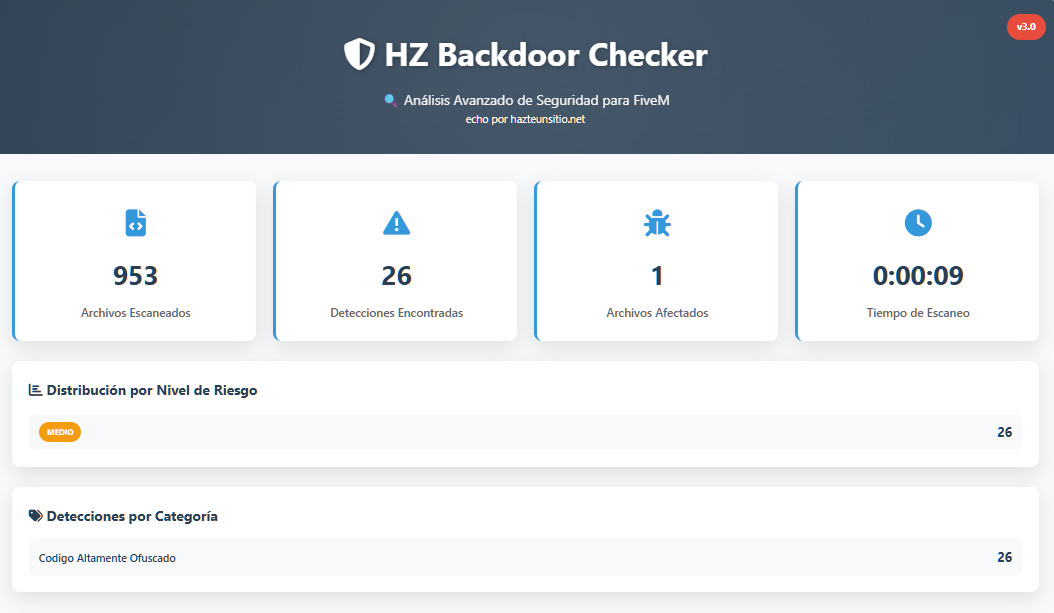 v3.0
HZ Backdoor Checker
Análisis Avanzado de Seguridad para FiveM
echo por hazteunsitio.net
953
Archivos Escaneados
26
Detecciones Encontradas
1
Archivos Afectados
0:00:09
Tiempo de Escaneo
Distribución por Nivel de Riesgo
MEDIO 26
Detecciones por Categoría
Codigo Altamente Ofuscado 26